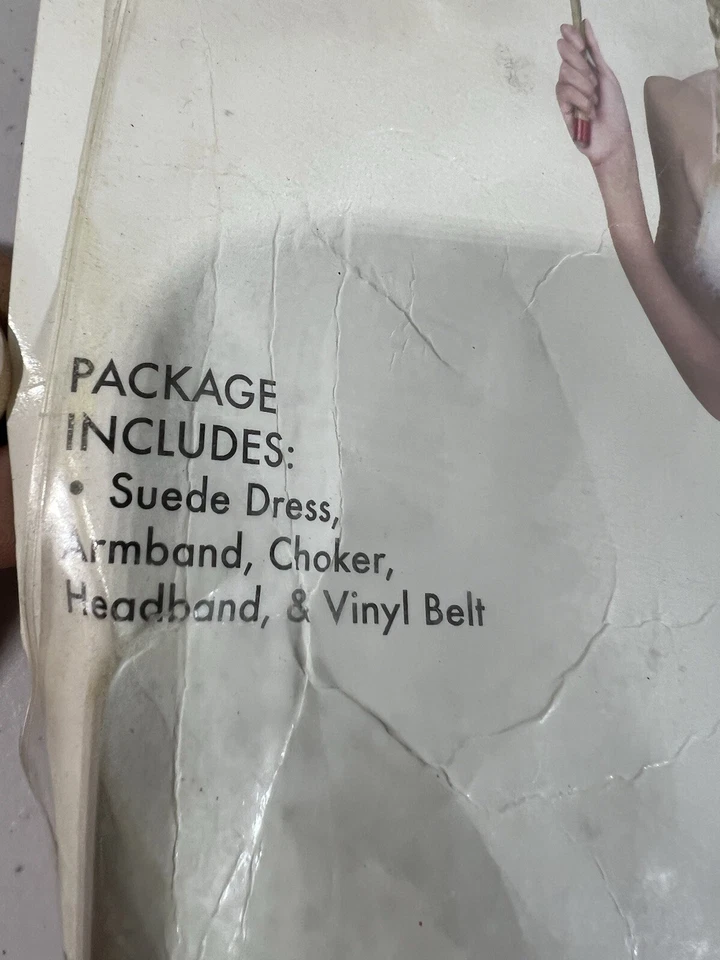 PACKAGE
INCLUDES:
• Suede Dress,
Armband, Choker,
Headband, & Vinyl Belt